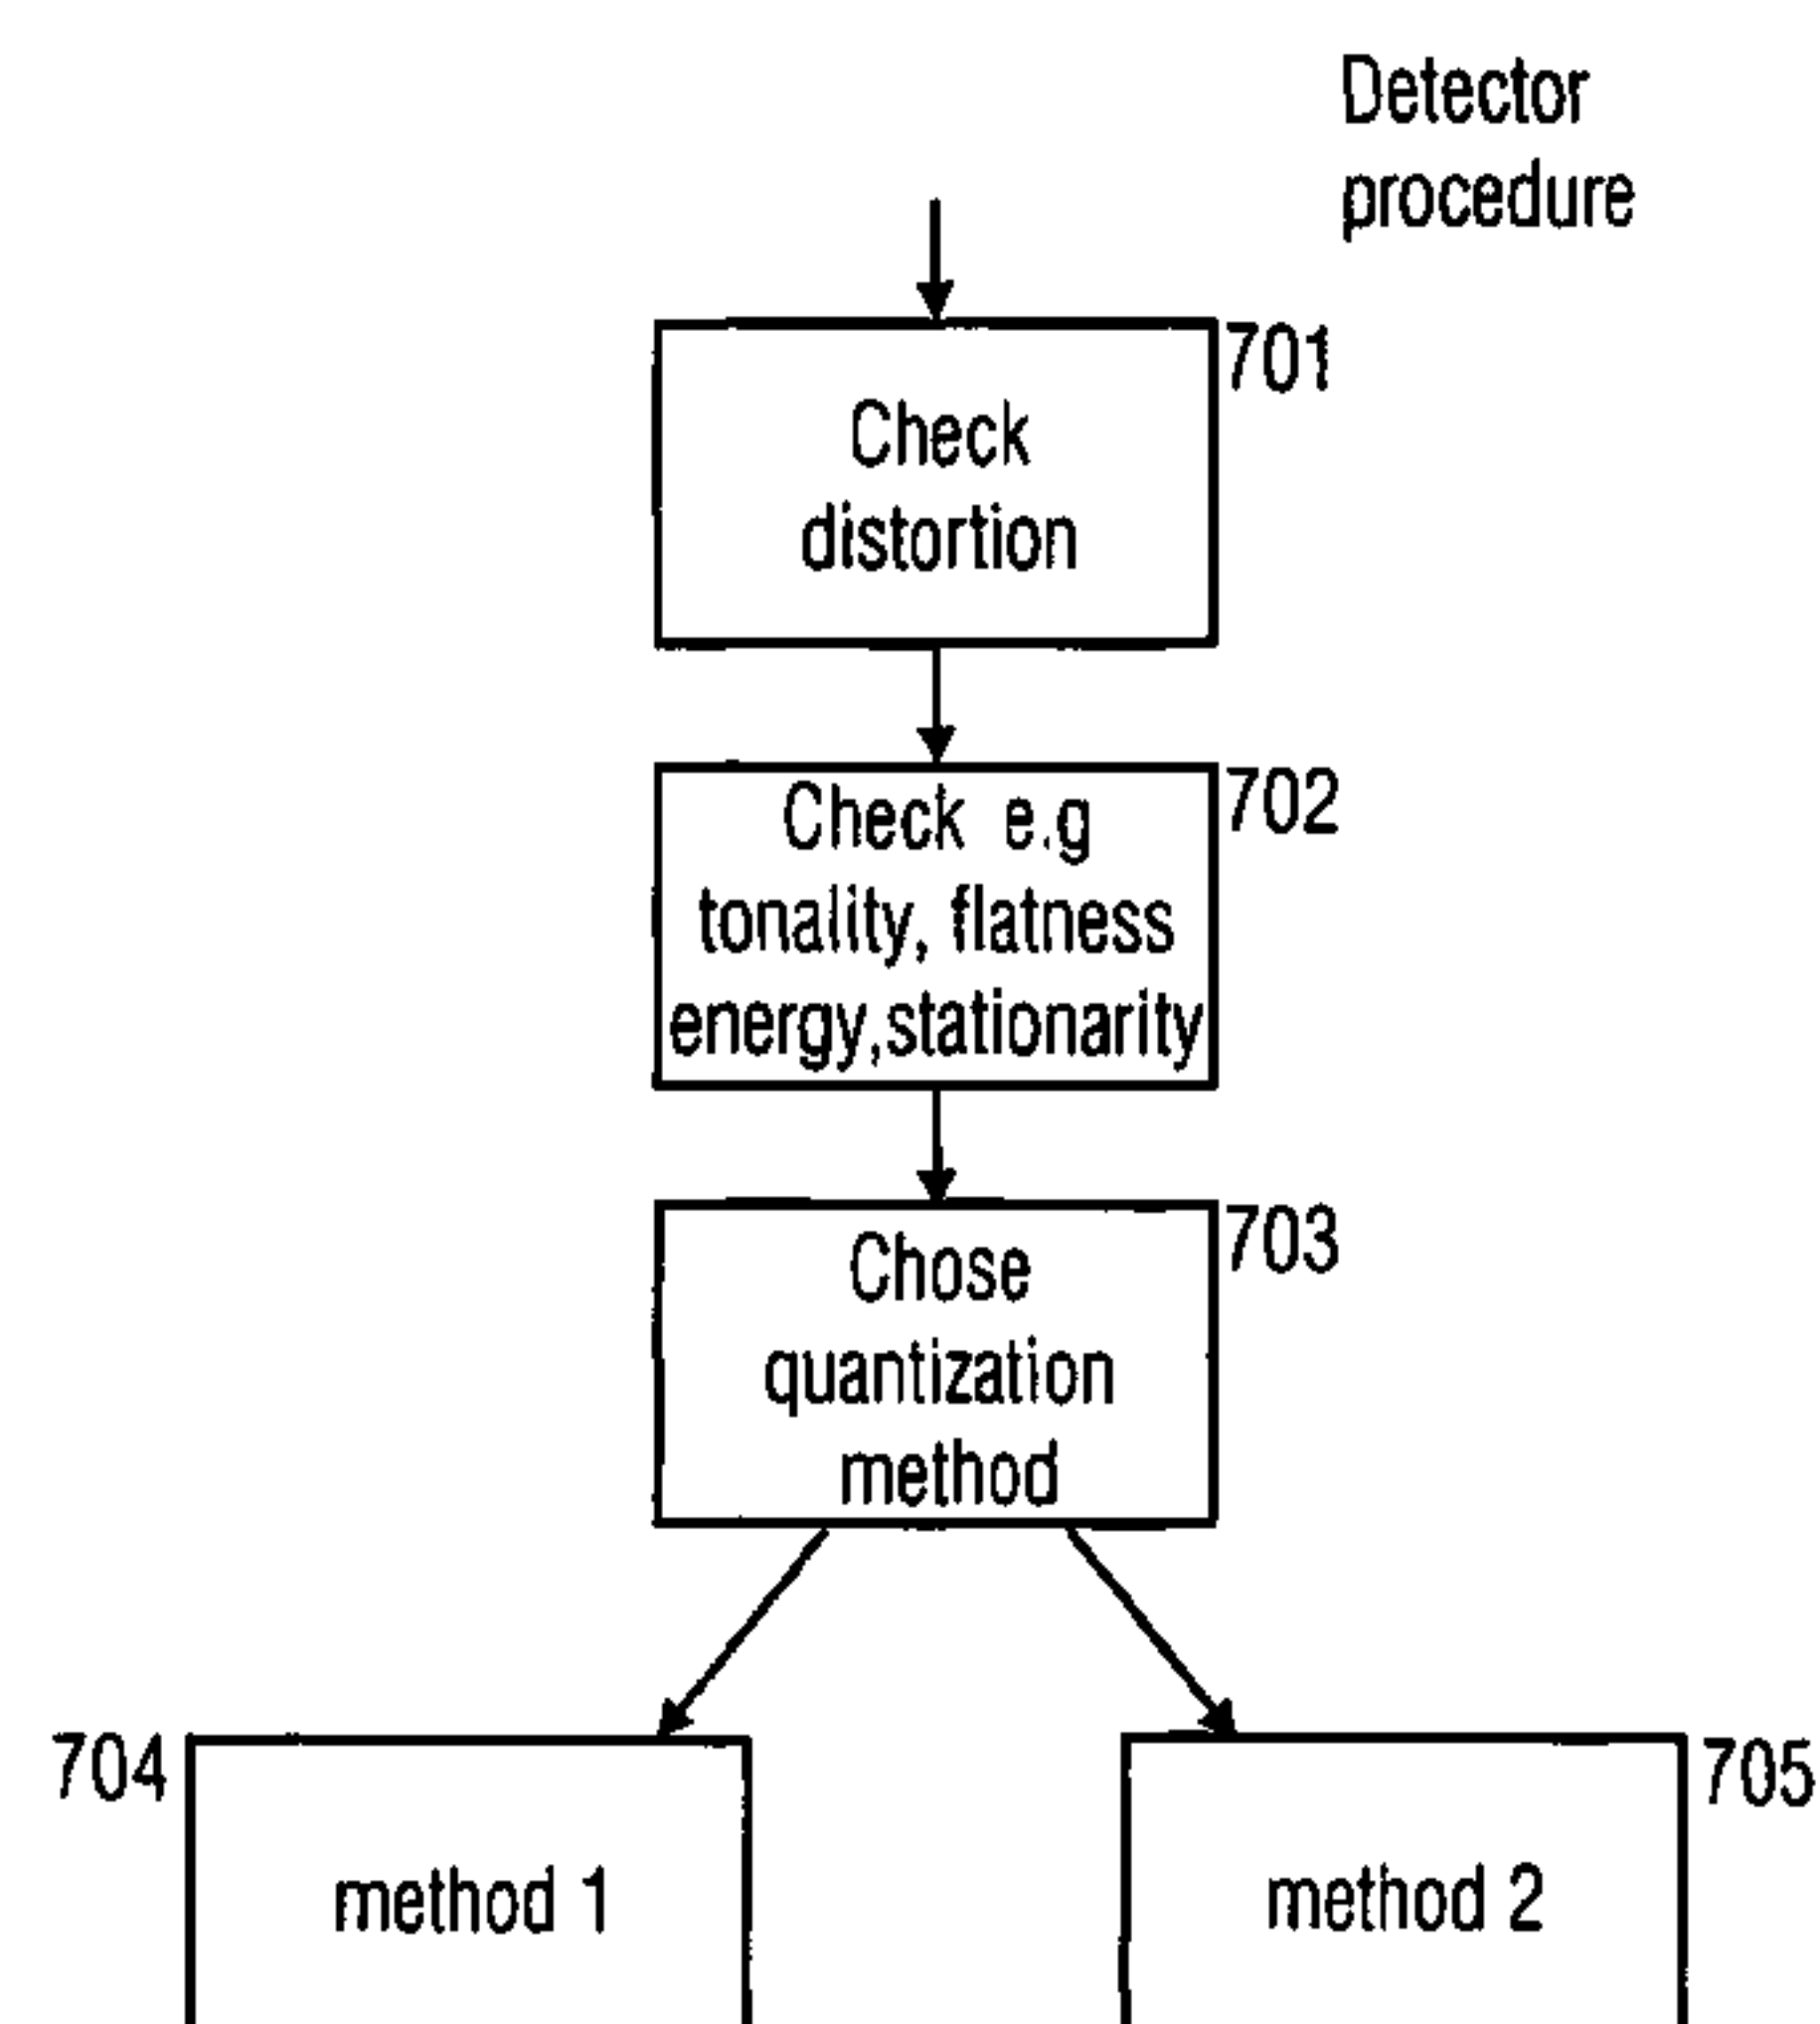 Detector
procedure
701
Check
distortion
702
Check e.g
tonality, flatness
energy,stationarity
703
Chose
quantization
method
704
method 1
705
method 2